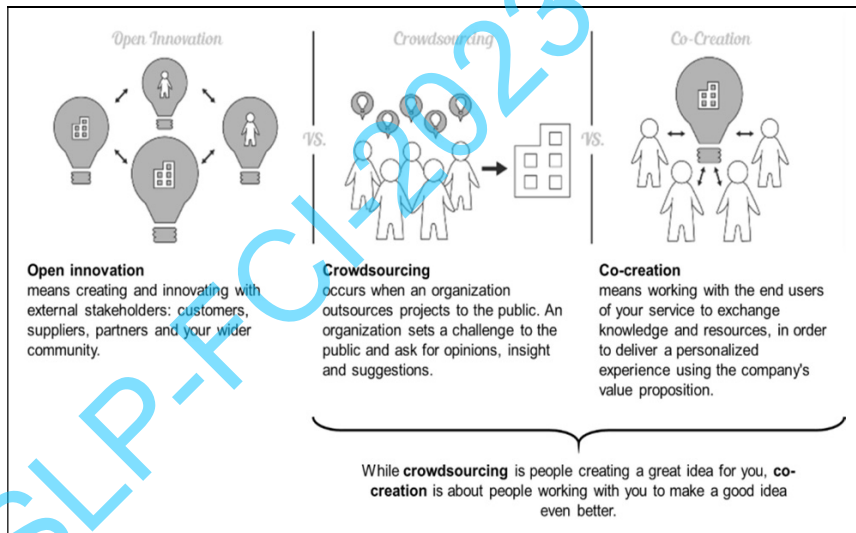 Open Innovation
Crowdsourcing
Co-Creation
VS.
VS.
Open innovation
means creating and innovating with
external stakeholders: customers,
suppliers, partners and your wider
community.
Crowdsourcing
occurs when an organization
outsources projects to the public. An
organization sets a challenge to the
public and ask for opinions, insight
and suggestions.
Co-creation
means working with the end users
of your service to exchange
knowledge and resources, in order
to deliver a personalized
experience using the company's
value proposition.
While crowdsourcing is people creating a great idea for you, co-
creation is about people working with you to make a good idea
even better.
SLP-FCI-2023